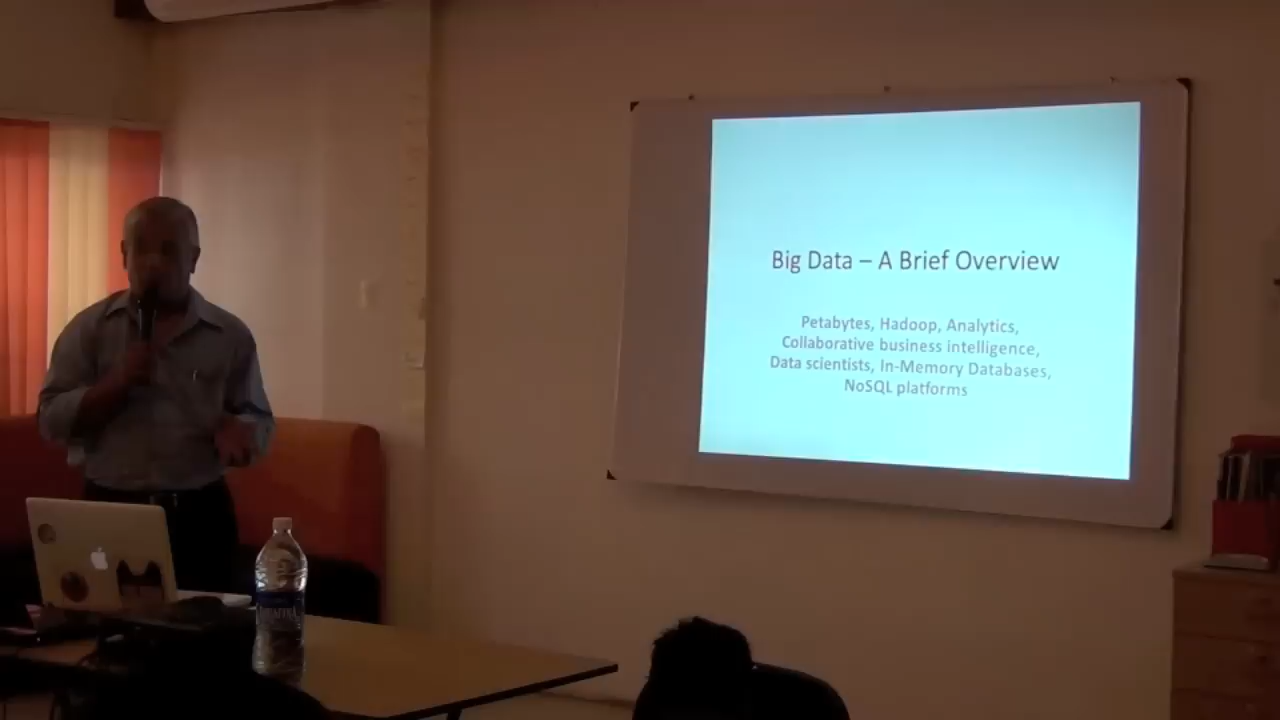 Big Data – A Brief Overview
Petabytes, Hadoop, Analytics,
Collaborative business intelligence,
Data scientists, In-Memory Databases,
NoSQL platforms